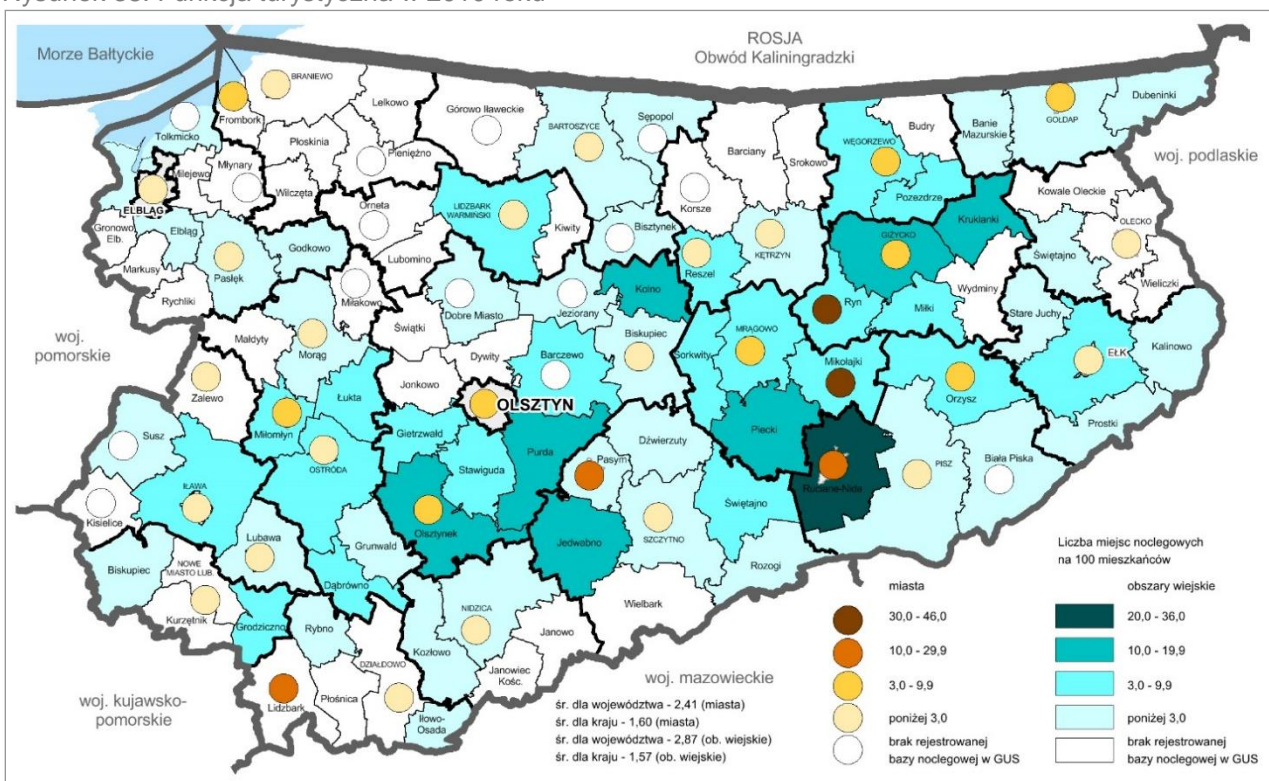 Morze Bałtyckie
ROSJA
Obwód Kaliningradzki
BRANIEWO
Frombork
Lelkowo
Górowo Iławeckie
Sępopol
BARTOSZYCE
Tolkmicko
Płoskinia
Pieniężno
Młynary
Milejewo
Wilczęta
Barciany
Srokowo
WĘGORZEWO
Budry
Banie
Mazurskie
GOŁDAP
Dubeninki
woj. podlaskie
ELBLĄG
Gronowo
Elb.
Elbląg
Markusy
Pasłęk
Godkowo
Rychliki
Orneta
LIDZBARK
WARMIŃSKI
Kiwity
Lubomino
Bisztynek
Korsze
Reszel
KĘTRZYN
Pozezdrze
Kruklanki
GIŻYCKO
Kowale Oleckie
OLECKO
Świętajno
Wieliczki
Wydminy
Stare Juchy
Miłki
Ryn
woj.
pomorskie
Małdyty
Morąg
Miłakowo
Świątki
Dobre Miasto
Jeziorany
Kolno
Biskupiec
Dywity
Barczewo
Jonkowo
OLSZTYN
Sorkwity
MRĄGOWO
Mikołajki
Orzysz
EŁK
Kalinowo
Prostki
Zalewo
Susz
Miłomłyn
Łukta
OSTRÓDA
Gietrzwałd
Stawiguda
Purda
Olsztynek
Pasym
Dźwierzuty
Piecki
Ruciane-Nida
PISZ
Biała Piska
Kisielice
IŁAWA
Lubawa
Grunwald
Dąbrówno
Jedwabno
SZCZYTNO
Świętajno
Rozogi
Wielbark
Biskupiec
NOWE
MIASTO LUB.
Kurzętnik
Grodziczno
Rybno
Lidzbark
Płośnica
DZIAŁDOWO
Iłowo-
Osada
Kozłowo
NIDZICA
Janowo
Janowiec
Kośc.
woj. kujawsko-
pomorskie
woj. mazowieckie
śr. dla województwa - 2,41 (miasta)
śr. dla kraju - 1,60 (miasta)
śr. dla województwa - 2,87 (ob. wiejskie)
śr. dla kraju - 1,57 (ob. wiejskie)
Liczba miejsc noclegowych
na 100 mieszkańców
miasta
obszary wiejskie
30,0 - 46,0
20,0 - 36,0
10,0 - 29,9
10,0 - 19,9
3,0 - 9,9
3,0 - 9,9
poniżej 3,0
poniżej 3,0
brak rejestrowanej
bazy noclegowej w GUS
brak rejestrowanej
bazy noclegowej w GUS